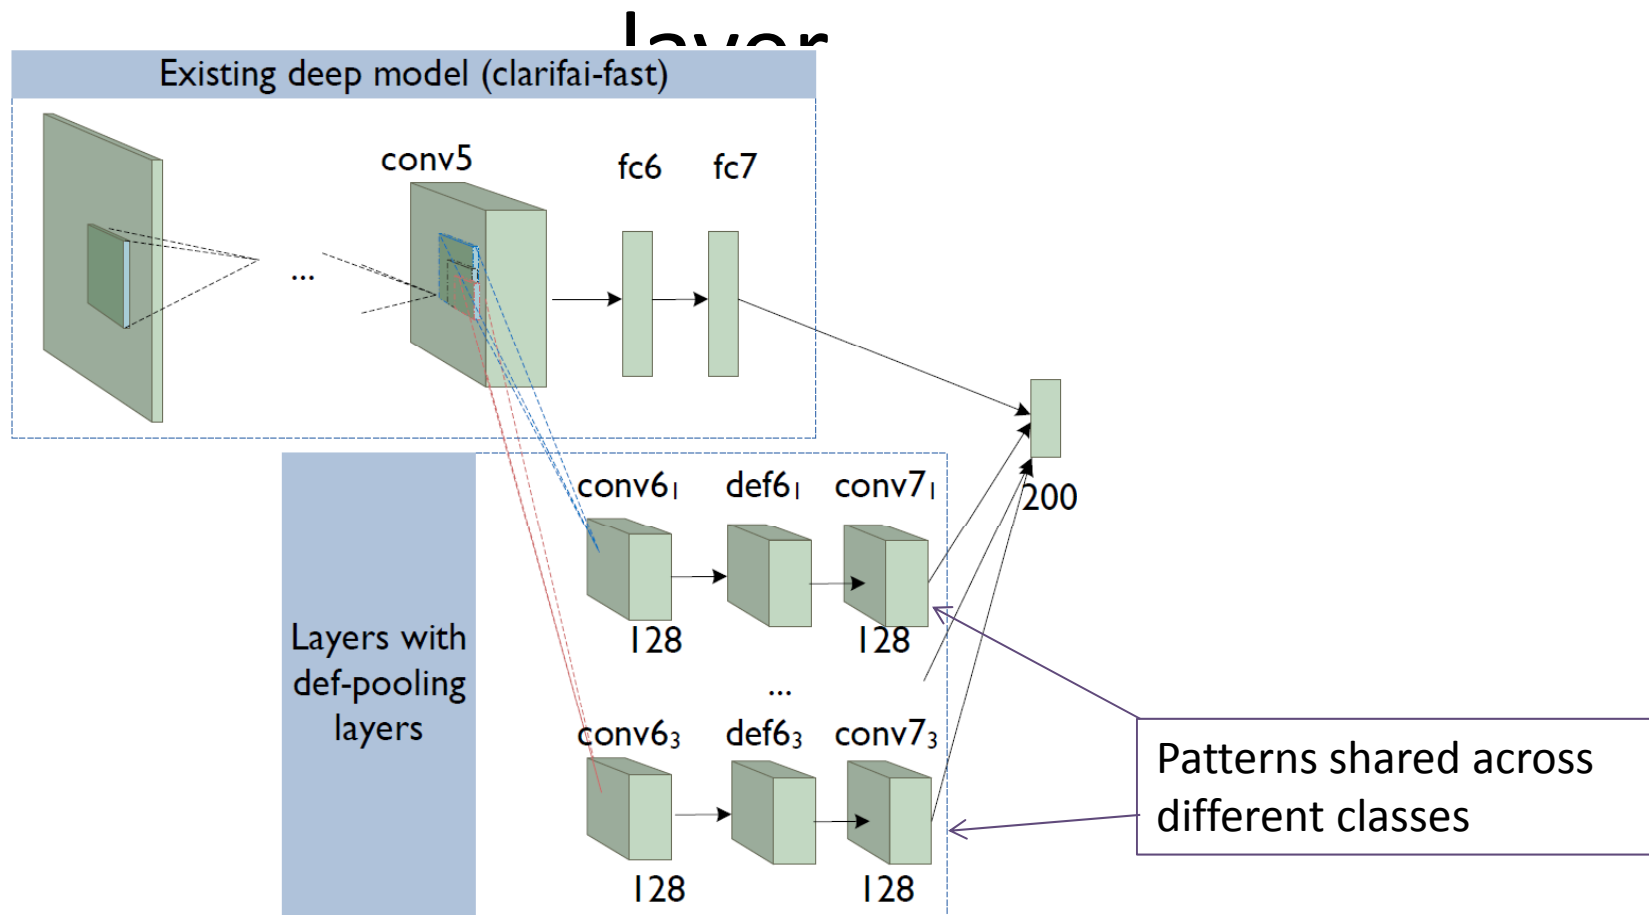 layer
Existing deep model (clarifai-fast)
conv5
fc6
fc7
...
conv6₁
def6₁
conv7₁
200
128
128
Layers with
def-pooling
layers
...
conv6₃
def6₃
conv7₃
128
128
Patterns shared across
different classes